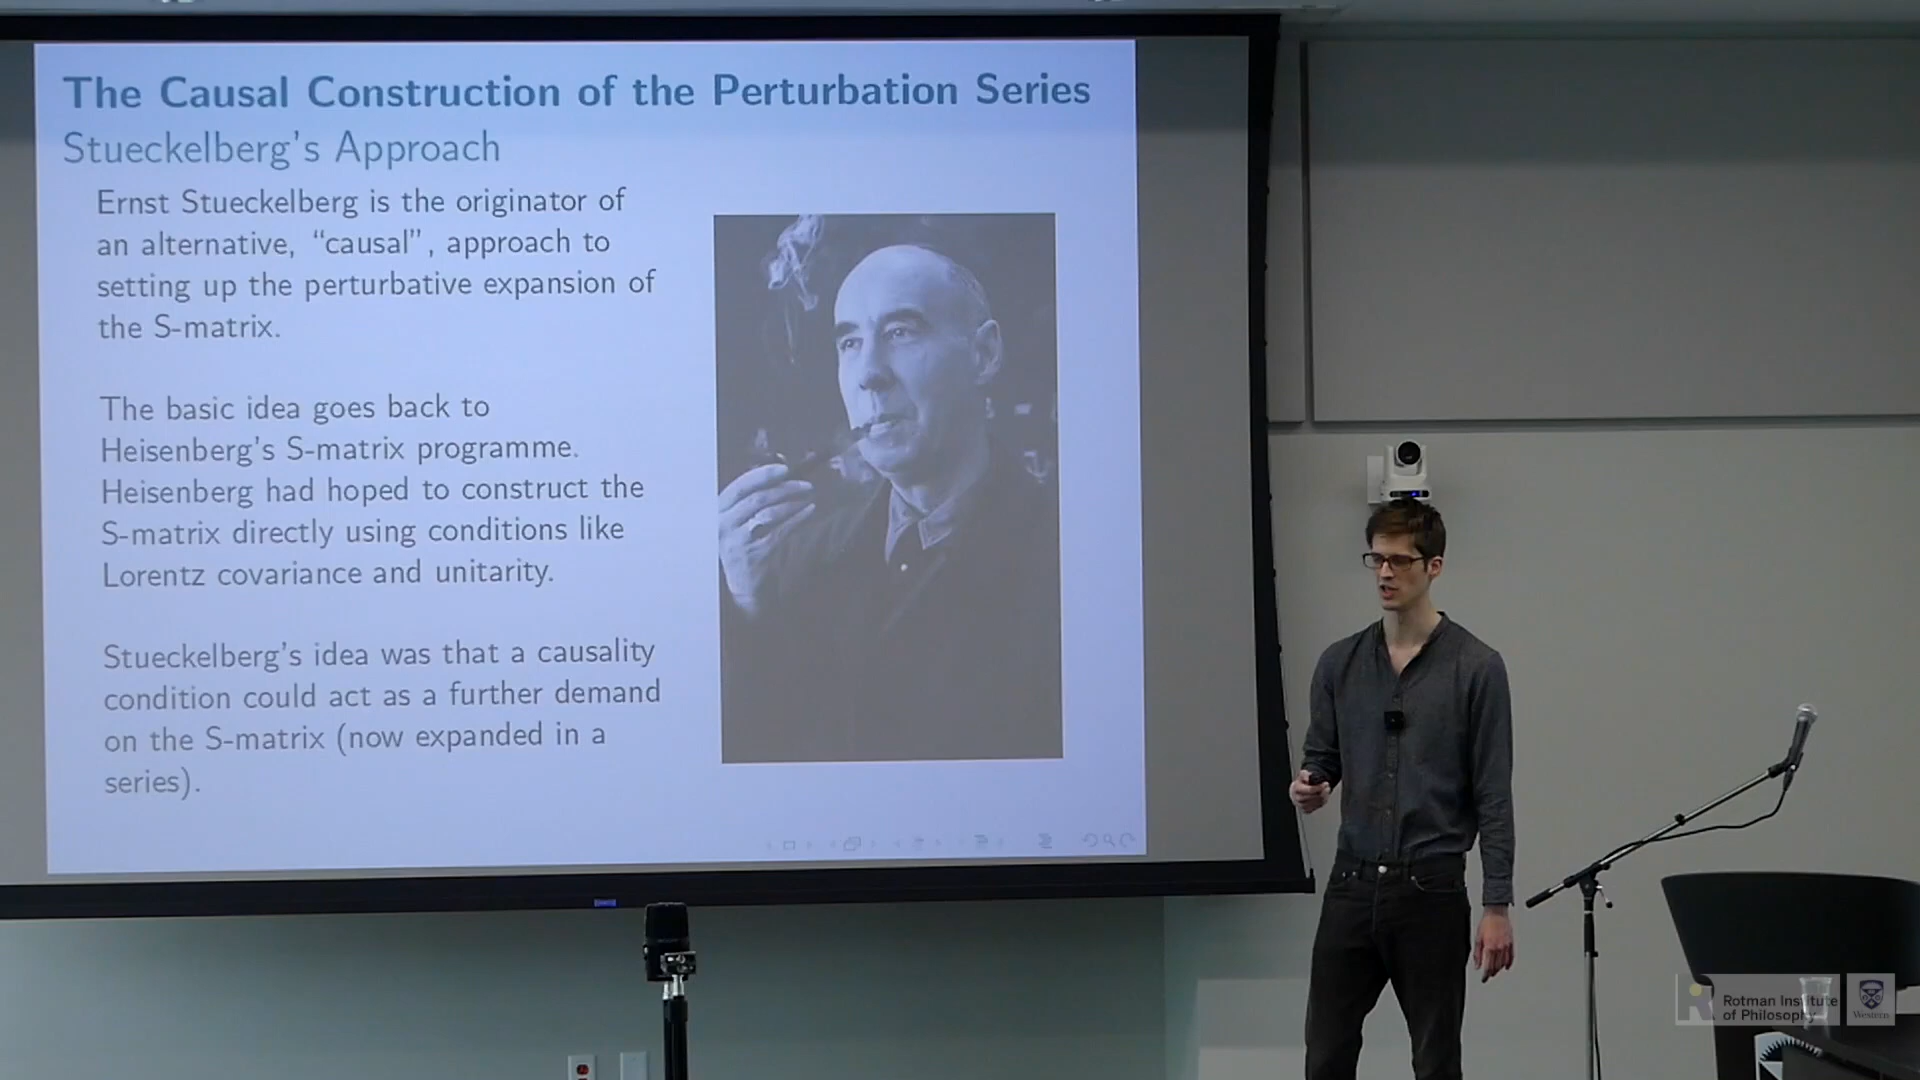 The Causal Construction of the Perturbation Series
Stueckelberg's Approach
Ernst Stueckelberg is the originator of
an alternative, “causal”, approach to
setting up the perturbative expansion of
the S-matrix.
The basic idea goes back to
Heisenberg's S-matrix programme.
Heisenberg had hoped to construct the
S-matrix directly using conditions like
Lorentz covariance and unitarity.
Stueckelberg's idea was that a causality
condition could act as a further demand
on the S-matrix (now expanded in a
series).
R
Rotman Institute
of Philosophy
Western